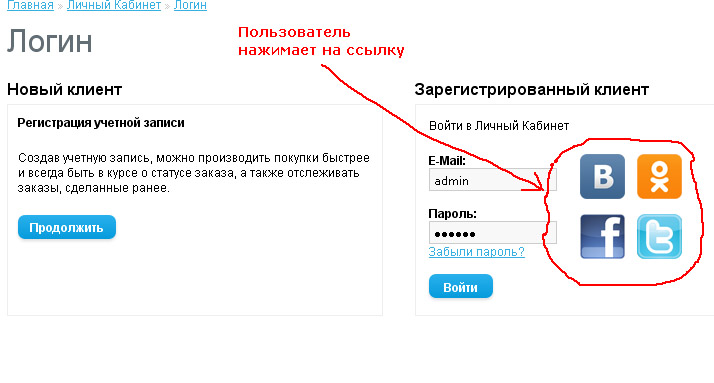 Главная » Личный Кабинет » Логин
Логин
Пользователь
нажимает на ссылку
Новый клиент
Регистрация учетной записи
Создав учетную запись, можно производить покупки быстрее
и всегда быть в курсе о статусе заказа, а также отслеживать
заказы, сделанные ранее.
Продолжить
Зарегистрированный клиент
Войти в Личный Кабинет
E-Mail:
admin
Пароль:
••••••
Забыли пароль?
Войти
В
f
t